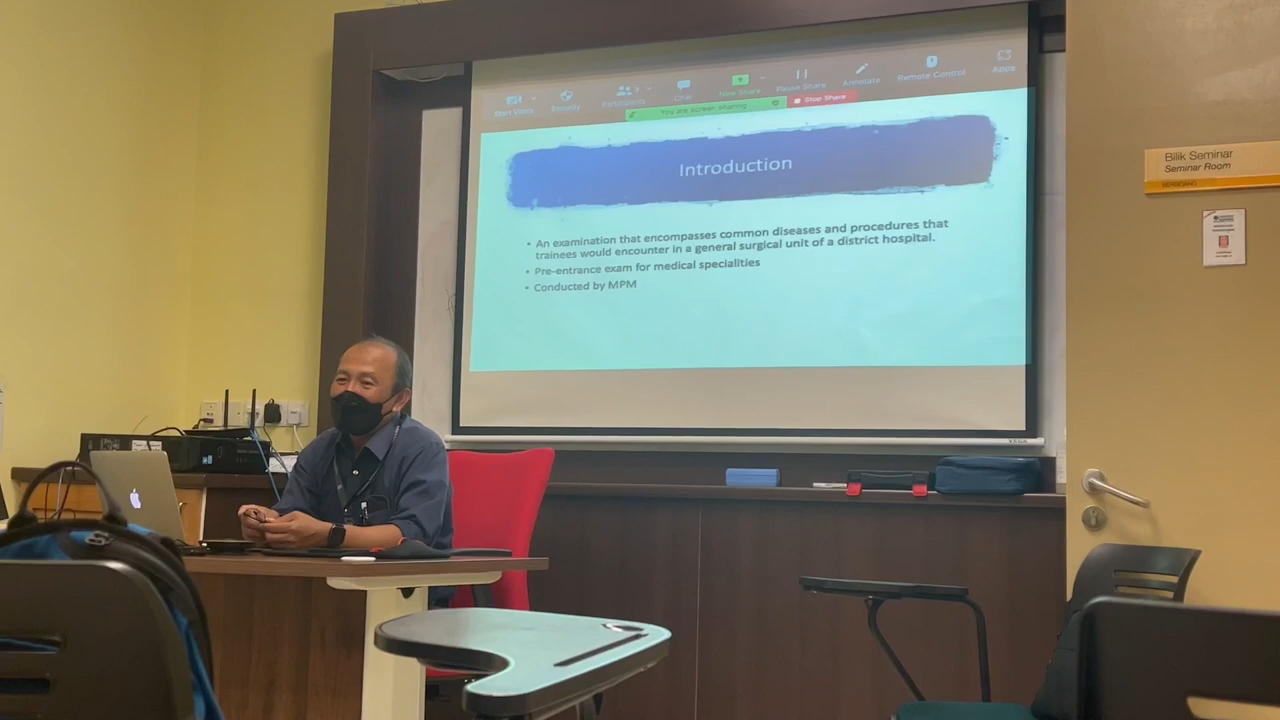 Start Video
Security
Participants
Chat
New Share
Pause Share
Annotate
Remote Control
Apps
You are screen sharing
Stop Share
Introduction
• An examination that encompasses common diseases and procedures that
trainees would encounter in a general surgical unit of a district hospital.
• Pre-entrance exam for medical specialities
• Conducted by MPM
Bilik Seminar
Seminar Room
VEGA